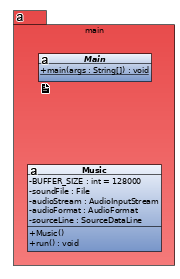 a
main
a
Main
+main(args : String[]) : void
a
Music
-BUFFER_SIZE : int = 128000
-soundFile : File
-audioStream : AudioInputStream
-audioFormat : AudioFormat
-sourceLine : SourceDataLine
+Music()
+run() : void